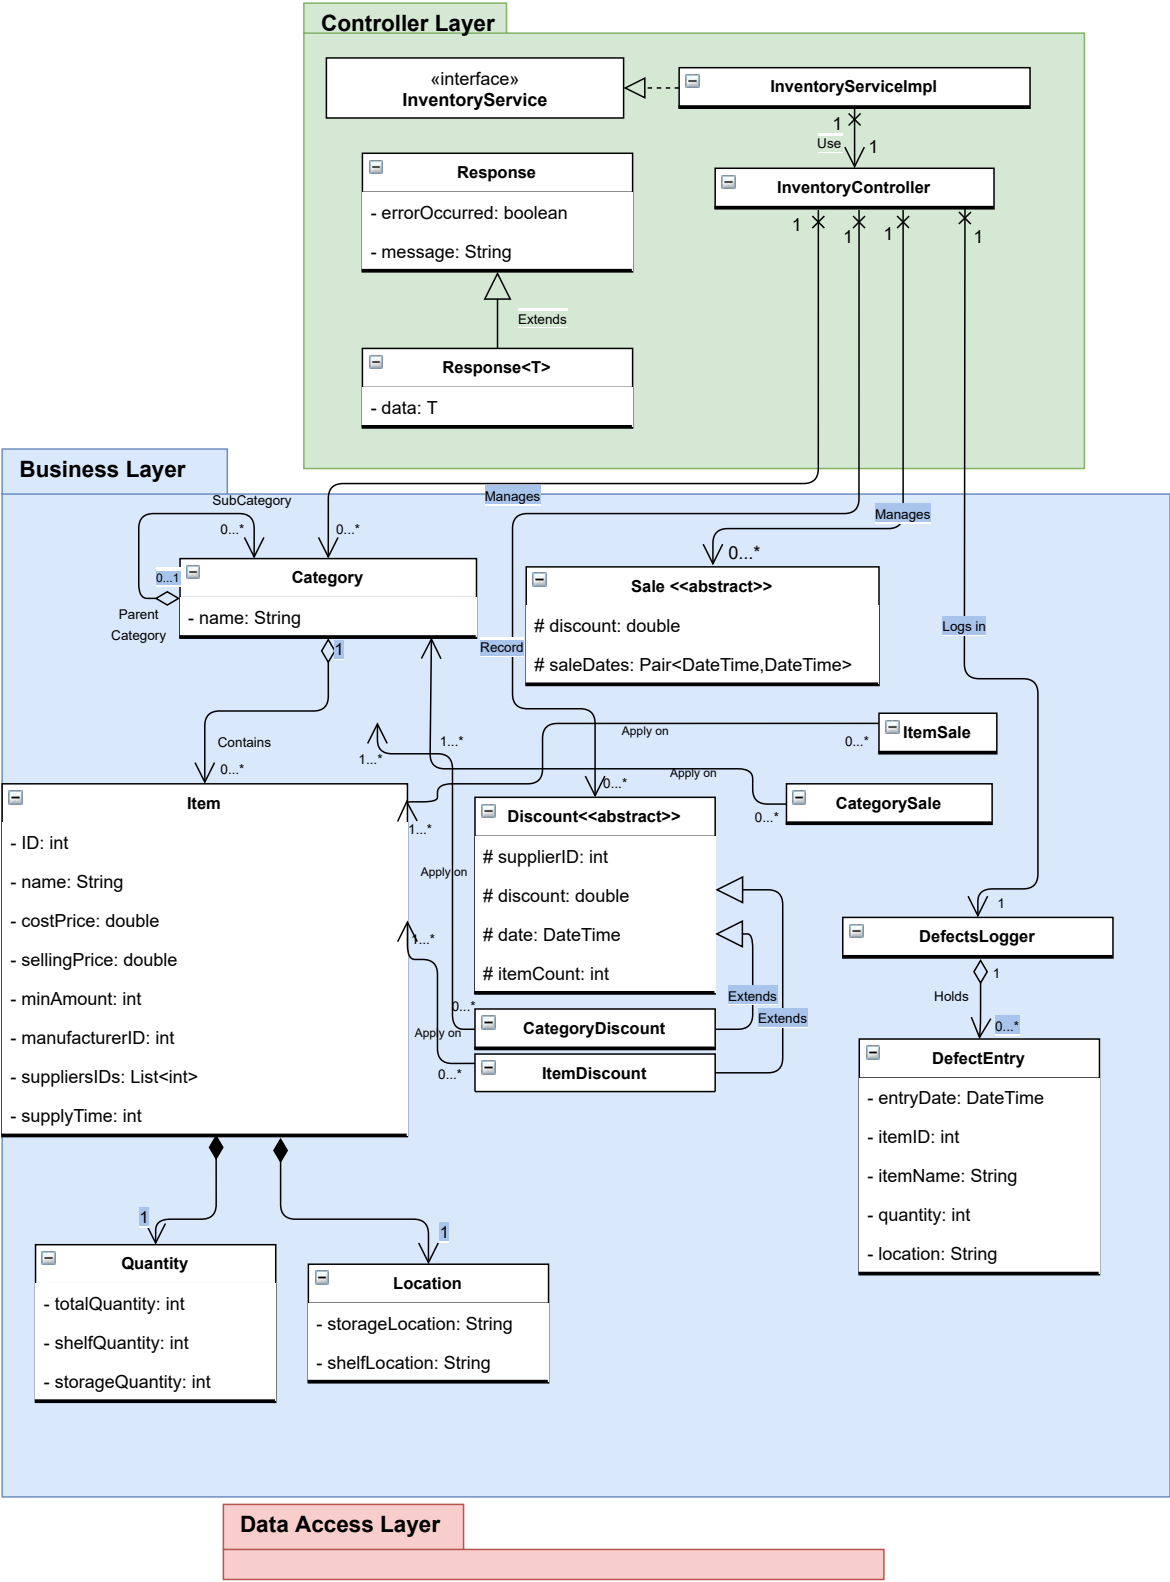 Controller Layer
«interface»
InventoryService
InventoryServiceImpl
1
Use
1
InventoryController
1
1
1
1
Response
- errorOccurred: boolean
- message: String
Extends
Response<T>
- data: T
Business Layer
Manages
SubCategory
0...*
0...*
Manages
0...*
0...1
Category
- name: String
Parent
Category
1
Record
Sale <<abstract>>
# discount: double
# saleDates: Pair<DateTime,DateTime>
Logs in
Contains
0...*
1...*
1...*
Apply on
0...*
ItemSale
Apply on
0...*
CategorySale
0...*
Item
- ID: int
- name: String
- costPrice: double
- sellingPrice: double
- minAmount: int
- manufacturerID: int
- suppliersIDs: List<int>
- supplyTime: int
1...*
Apply on
1...*
0...*
Apply on
0...*
Discount<<abstract>>
# supplierID: int
# discount: double
# date: DateTime
# itemCount: int
Extends
Extends
CategoryDiscount
ItemDiscount
1
DefectsLogger
1
Holds
0...*
DefectEntry
- entryDate: DateTime
- itemID: int
- itemName: String
- quantity: int
- location: String
1
1
Quantity
- totalQuantity: int
- shelfQuantity: int
- storageQuantity: int
Location
- storageLocation: String
- shelfLocation: String
Data Access Layer